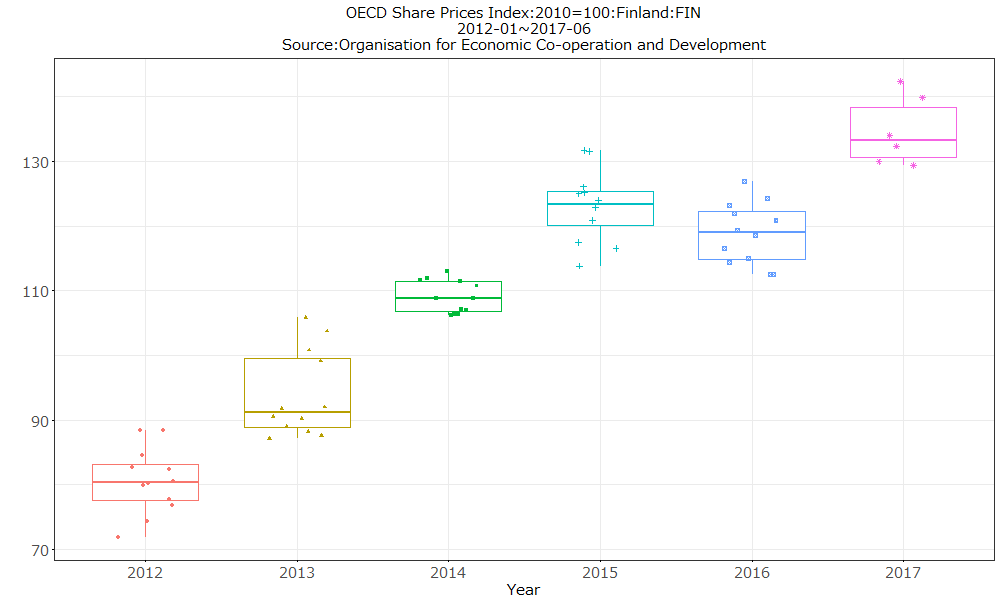 OECD Share Prices Index:2010=100:Finland:FIN
2012-01~2017-06
Source:Organisation for Economic Co-operation and Development
130
110
90
70
2012 2013 2014 2015 2016 2017
Year